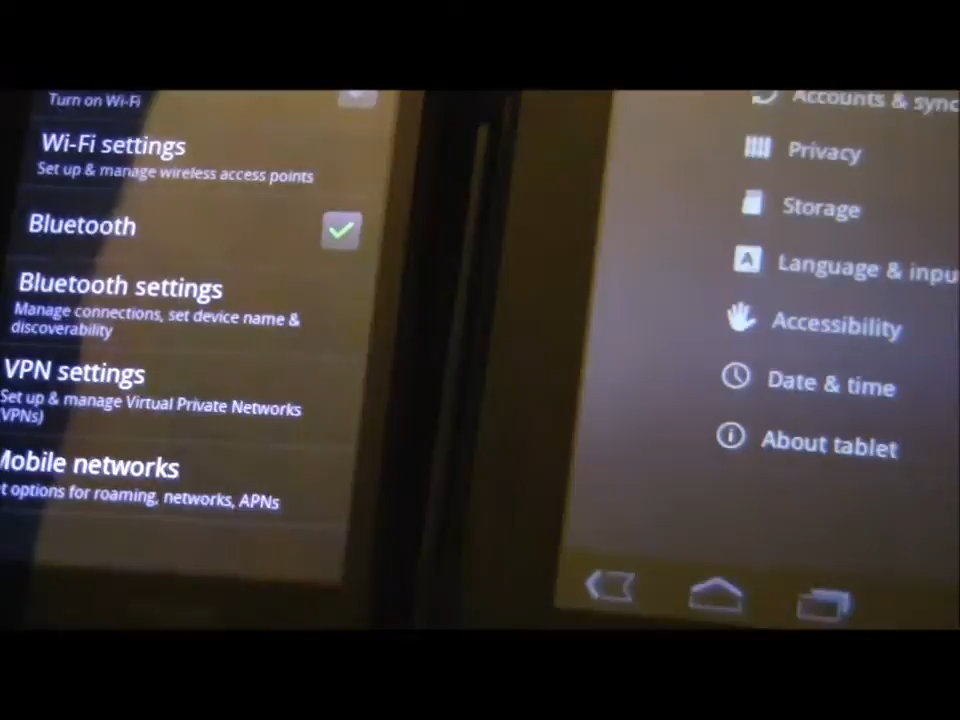 Turn on Wi-Fi
Wi-Fi settings
Set up & manage wireless access points
Bluetooth
Bluetooth settings
Manage connections, set device name &
discoverability
VPN settings
Set up & manage Virtual Private Networks
VPNs)
Mobile networks
t options for roaming, networks, APNs
Accounts & sync
Privacy
Storage
A
Language & inpu
Accessibility
Date & time
About tablet